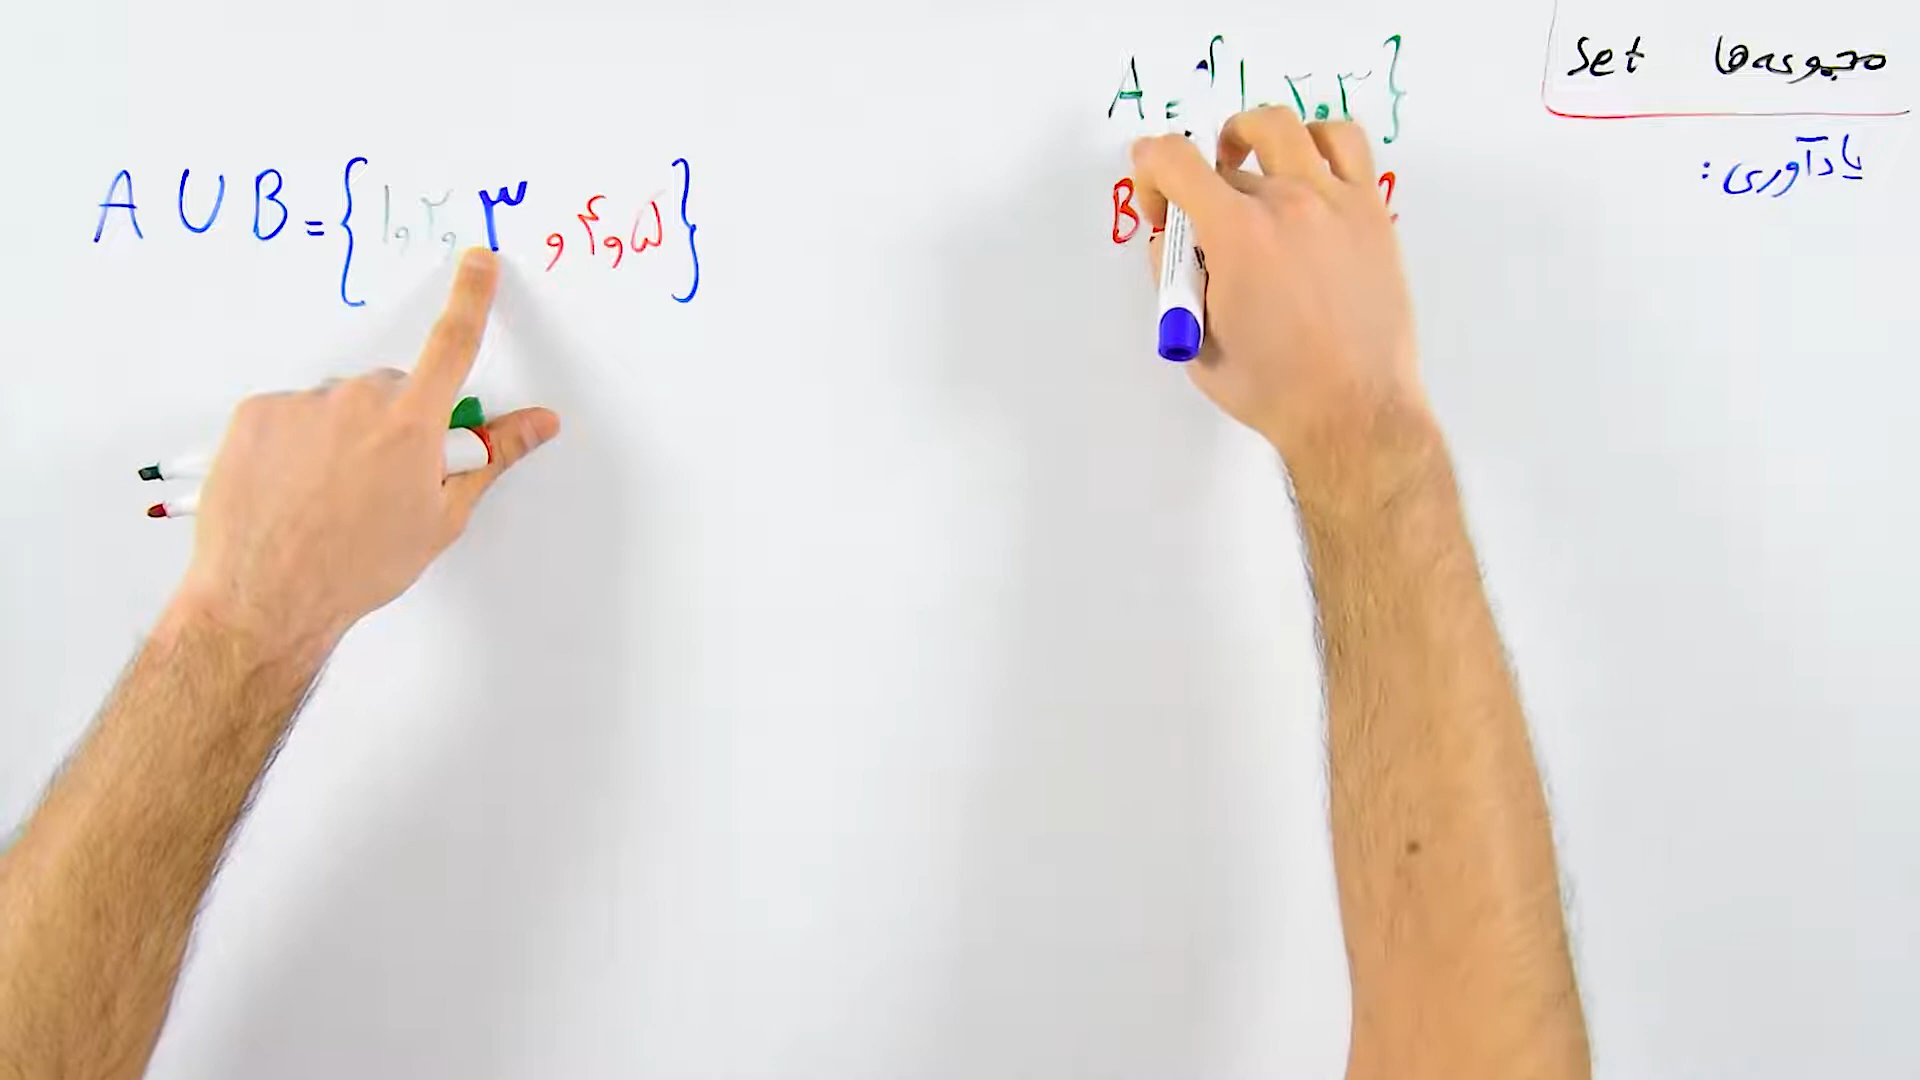 مجموعه‌ها Set
یادآوری:
A = {۱.۲.۳}
B
A U B = {۱,۲,۳,۴,۵}